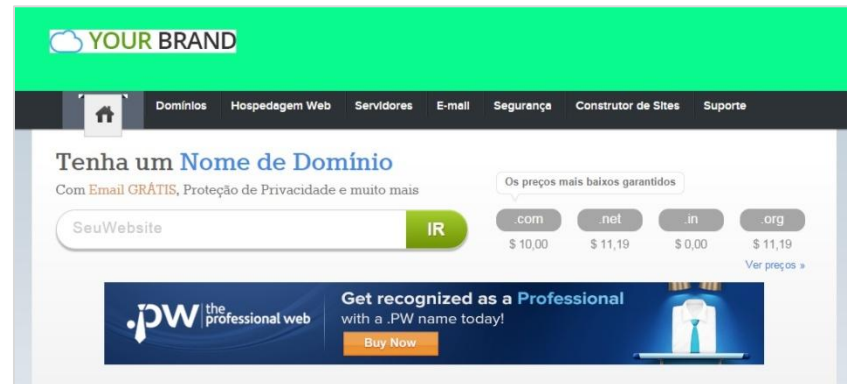 YOUR BRAND
Domínios Hospedagem Web Servidores E-mail Segurança Construtor de Sites Suporte
Tenha um Nome de Domínio
Com Email GRÁTIS, Proteção de Privacidade e muito mais
Os preços mais baixos garantidos
SeuWebsite IR
.com .net .in .org
$ 10,00 $ 11,19 $ 0,00 $ 11,19
Ver preços »
.pw the professional web
Get recognized as a Professional
with a .PW name today!
Buy Now